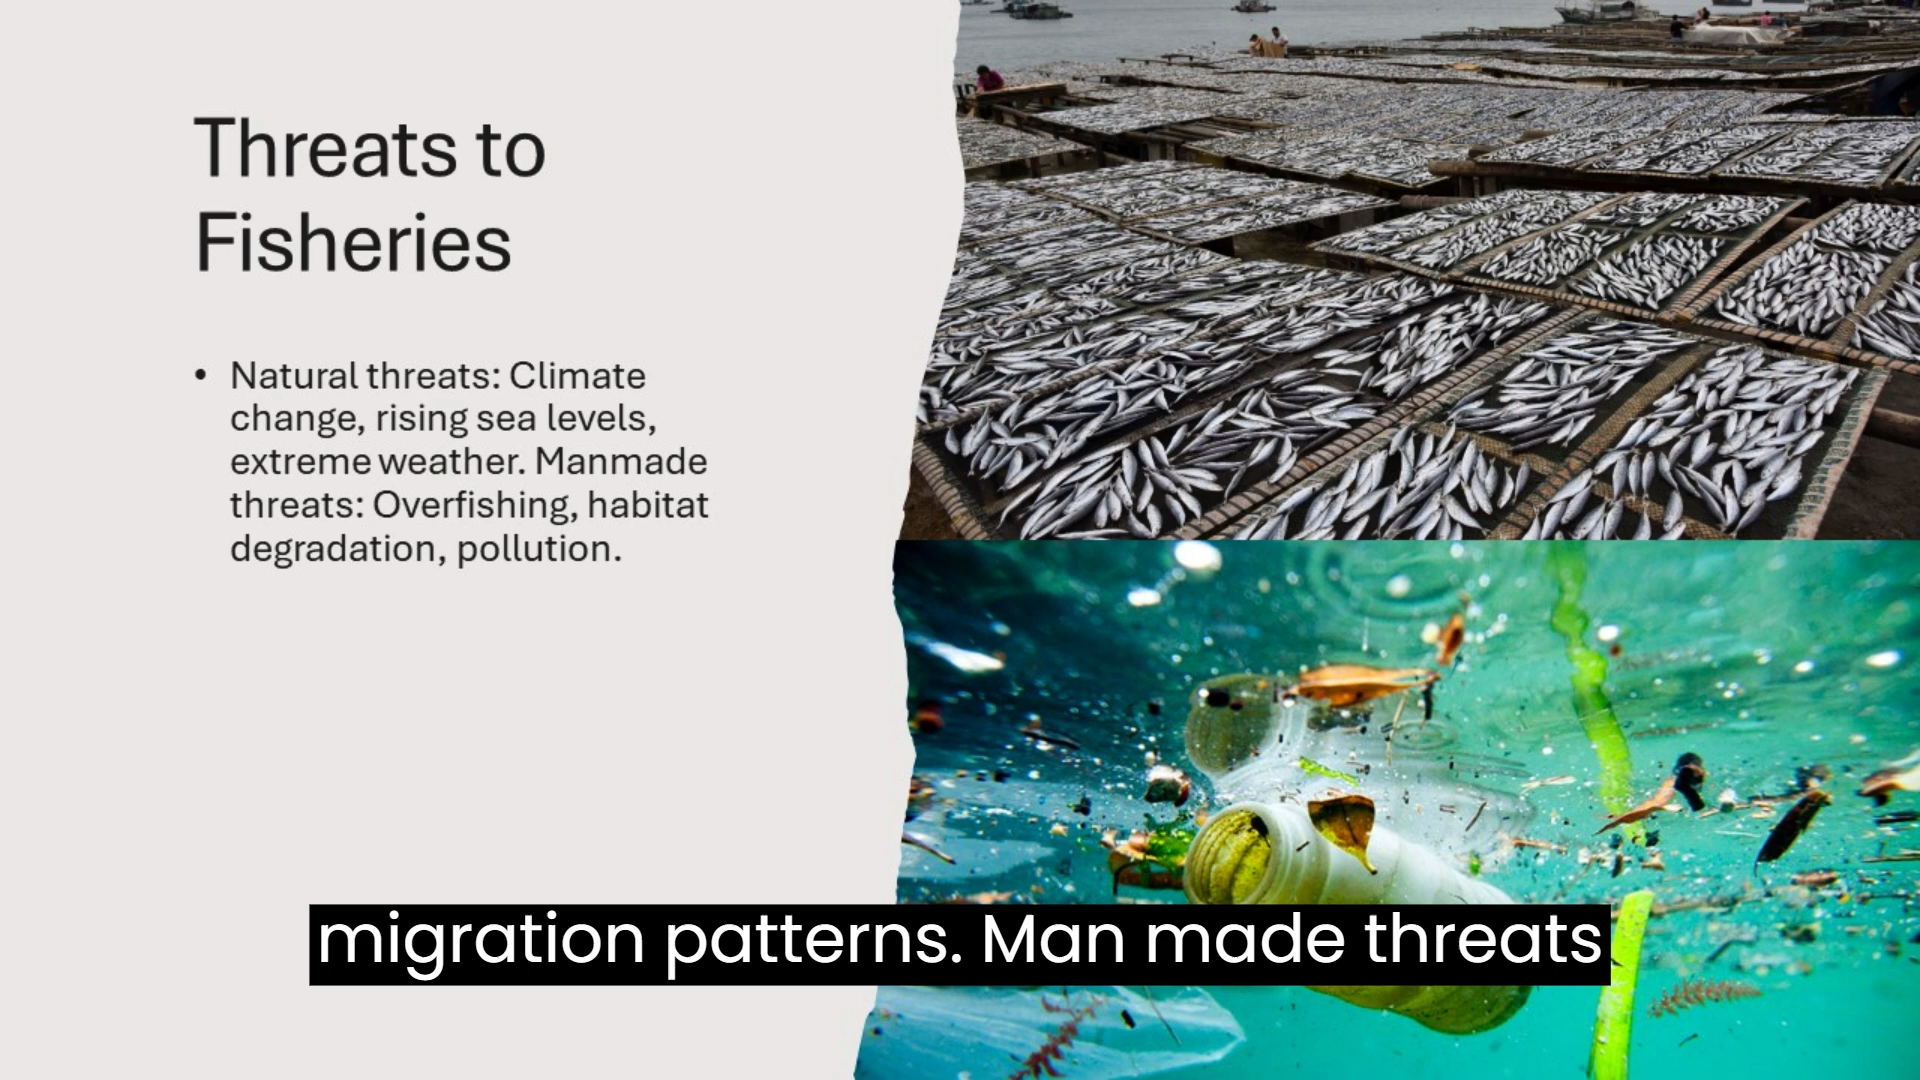 Threats to
Fisheries
• Natural threats: Climate
change, rising sea levels,
extreme weather. Manmade
threats: Overfishing, habitat
degradation, pollution.
migration patterns. Man made threats